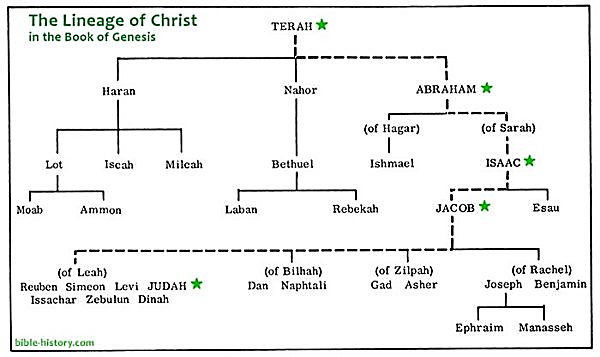 The Lineage of Christ
in the Book of Genesis
TERAH
Haran Nahor ABRAHAM
(of Hagar) (of Sarah)
Lot Iscah Milcah Bethuel Ishmael ISAAC
Moab Ammon Laban Rebekah JACOB Esau
(of Leah) (of Bilhah) (of Zilpah) (of Rachel)
Reuben Simeon Levi JUDAH Dan Naphtali Gad Asher Joseph Benjamin
Issachar Zebulun Dinah
Ephraim Manasseh
bible-history.com